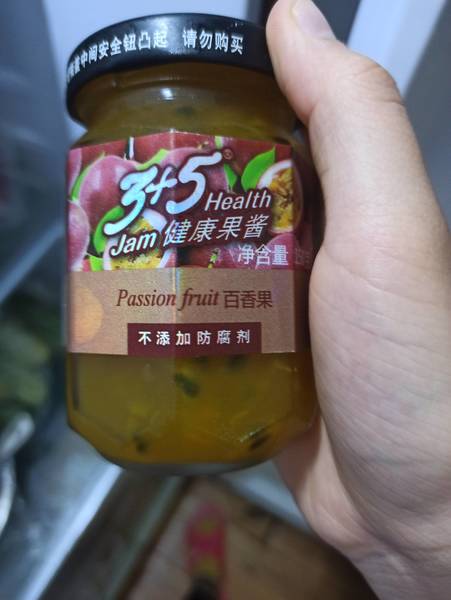 盖中间安全钮凸起 请勿购买
3+5®
Health
Jam 健康果酱
净含量
Passion fruit 百香果
不添加防腐剂